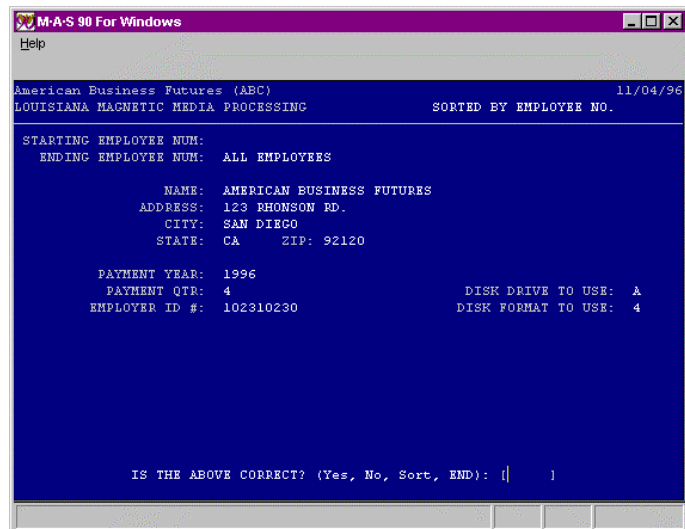 M·A·S 90 For Windows
Help
American Business Futures (ABC) 11/04/96
LOUISIANA MAGNETIC MEDIA PROCESSING SORTED BY EMPLOYEE NO.
STARTING EMPLOYEE NUM:
ENDING EMPLOYEE NUM: ALL EMPLOYEES
NAME: AMERICAN BUSINESS FUTURES
ADDRESS: 123 RHONSON RD.
CITY: SAN DIEGO
STATE: CA ZIP: 92120
PAYMENT YEAR: 1996
PAYMENT QTR: 4 DISK DRIVE TO USE: A
EMPLOYER ID #: 102310230 DISK FORMAT TO USE: 4
IS THE ABOVE CORRECT? (Yes, No, Sort, END): [ ]